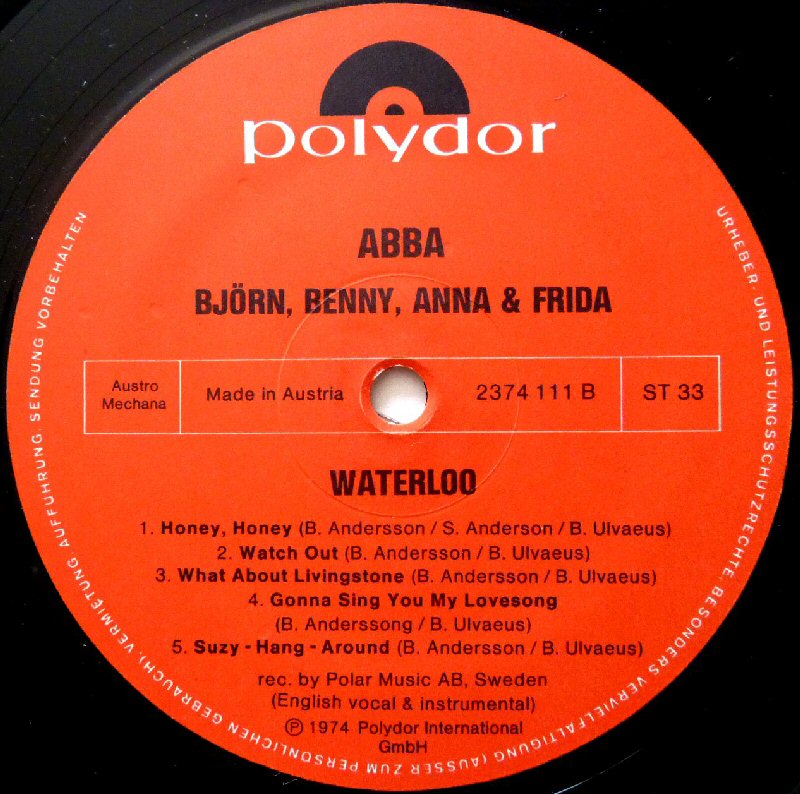 polydor
ABBA
BJÖRN, BENNY, ANNA & FRIDA
Austro
Mechana
Made in Austria
2374 111 B
ST 33
WATERLOO
1. Honey, Honey (B. Andersson / S. Anderson / B. Ulvaeus)
2. Watch Out (B. Andersson / B. Ulvaeus)
3. What About Livingstone (B. Andersson / B. Ulvaeus)
4. Gonna Sing You My Lovesong
(B. Anderssong / B. Ulvaeus)
5. Suzy - Hang - Around (B. Andersson / B. Ulvaeus)
rec. by Polar Music AB, Sweden
(English vocal & instrumental)
Ⓟ 1974 Polydor International
GmbH
URHEBER- UND LEISTUNGSSCHUTZRECHTE, BESONDERS VERVIELFÄLTIGUNG (AUSSER ZUM PERSÖNLICHEN GEBRAUCH), VERMIETUNG AUFFÜHRUNG, SENDUNG VORBEHALTEN